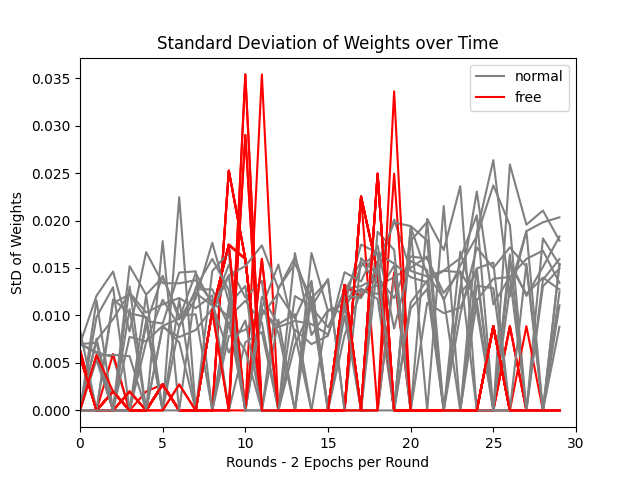 Standard Deviation of Weights over Time
StD of Weights
0.035
0.030
0.025
0.020
0.015
0.010
0.005
0.000
normal
free
0 5 10 15 20 25 30
Rounds - 2 Epochs per Round